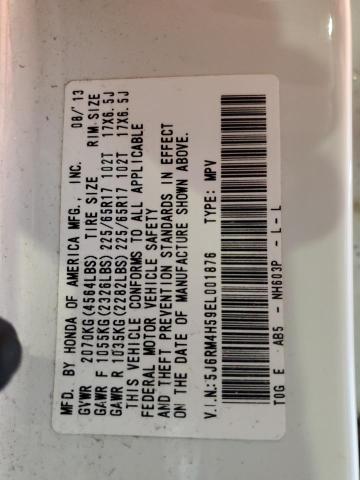 MFD. BY HONDA OF AMERICA MFG., INC. 08/'13
GVWR 2070KG(4564LBS) TIRE SIZE RIM SIZE
GAWR F 1055KG(2326LBS) 225/65R17 102T 17X6.5J
GAWR R 1035KG(2282LBS) 225/65R17 102T 17X6.5J
THIS VEHICLE CONFORMS TO ALL APPLICABLE
FEDERAL MOTOR VEHICLE SAFETY
AND THEFT PREVENTION STANDARDS IN EFFECT
ON THE DATE OF MANUFACTURE SHOWN ABOVE.
V.I.N.: 5J6RM4H59EL001876 TYPE: MPV
T0G E AB5 - NH603P - L - L